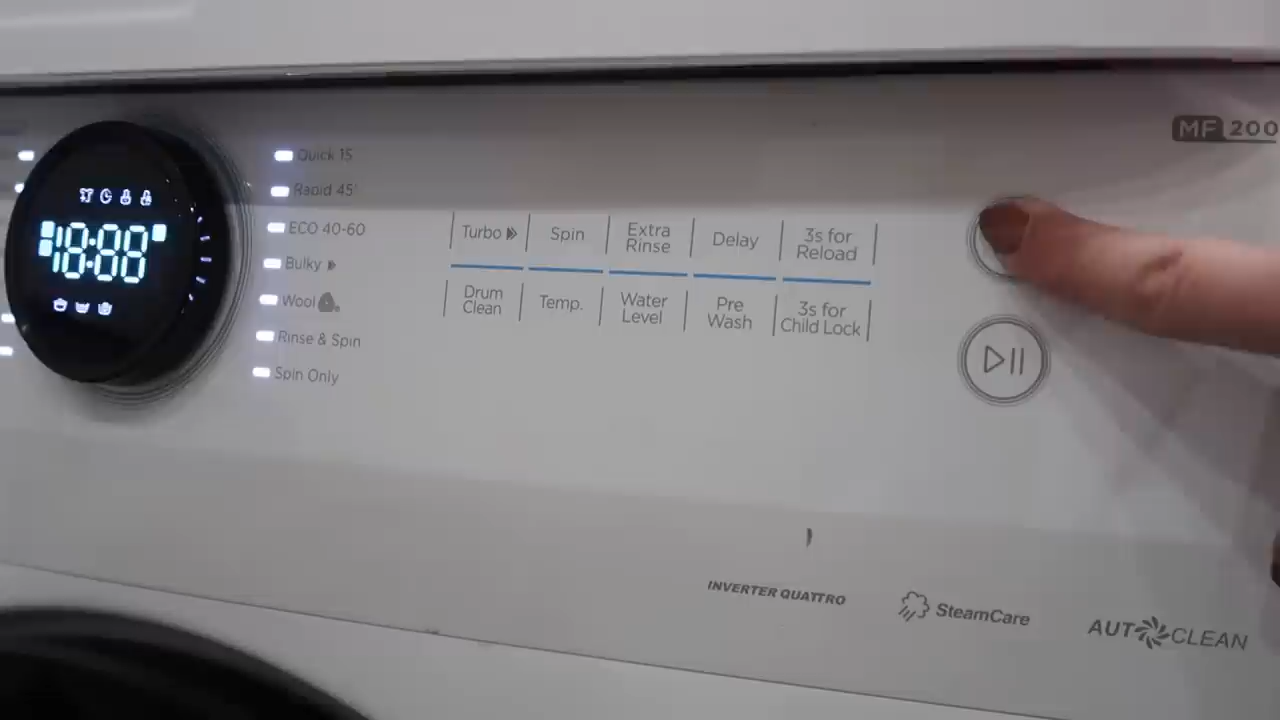 MF 200
Quick 15
Rapid 45'
ECO 40-60
Bulky
Wool
Rinse & Spin
Spin Only
18:88
Turbo
Spin
Extra
Rinse
Delay
3s for
Reload
Drum
Clean
Temp.
Water
Level
Pre
Wash
3s for
Child Lock
INVERTER QUATTRO
SteamCare
AUTOCLEAN